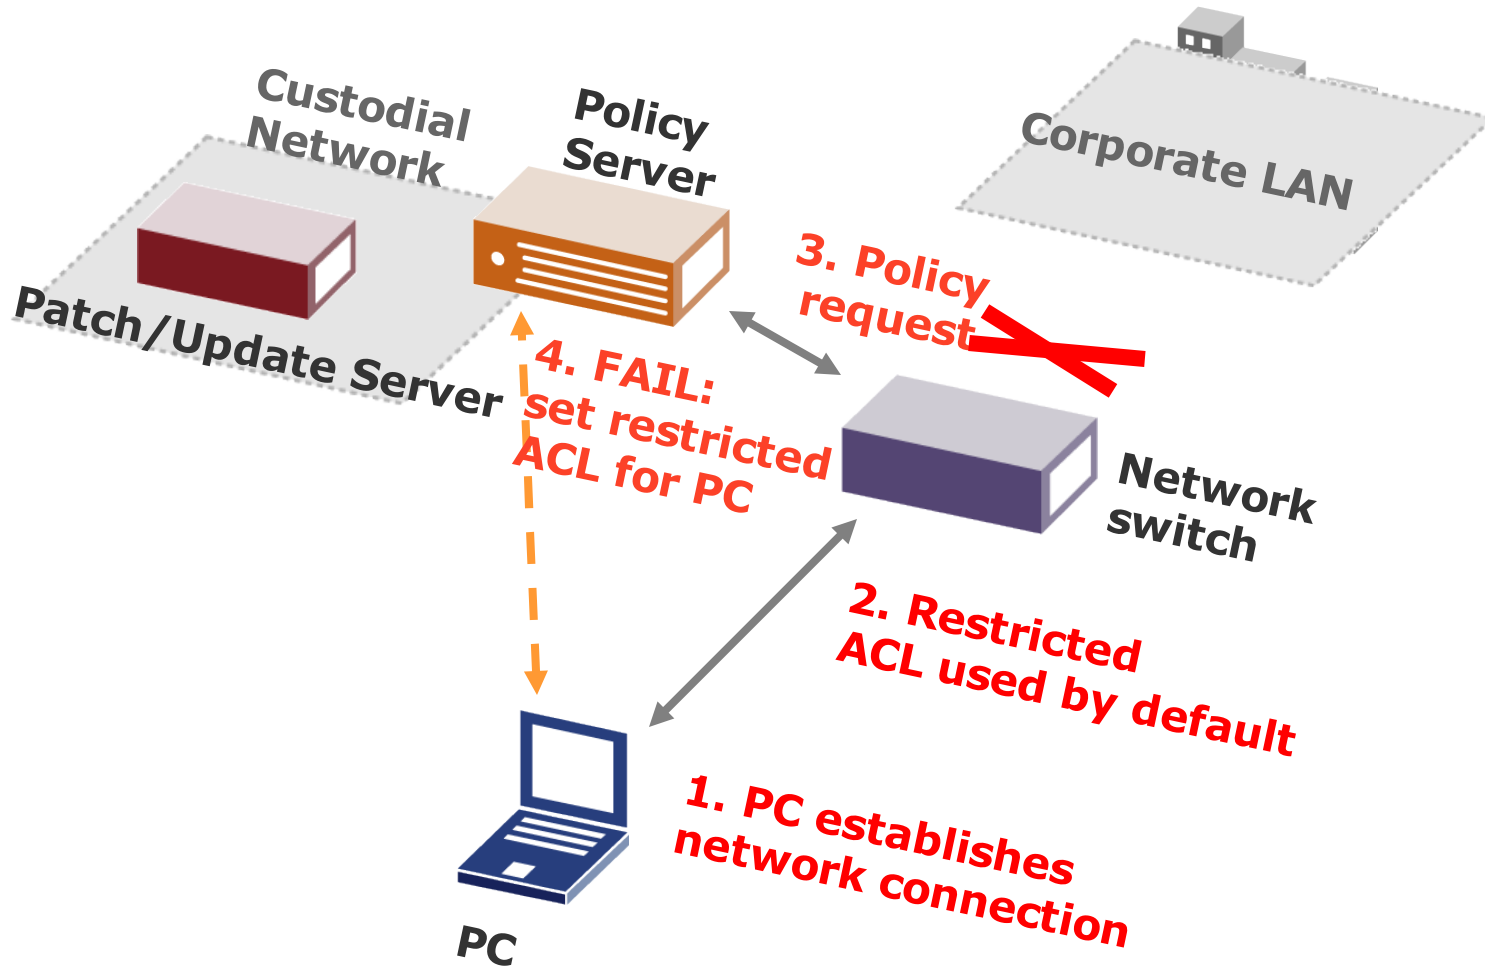 Custodial
Network
Policy
Server
Corporate LAN
Patch/Update Server
3. Policy
request
4. FAIL:
set restricted
ACL for PC
Network
switch
2. Restricted
ACL used by default
1. PC establishes
network connection
PC